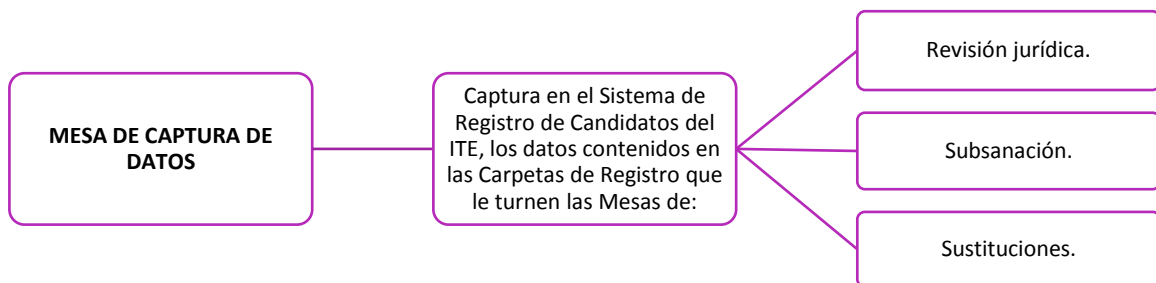 MESA DE CAPTURA DE
DATOS
Captura en el Sistema de
Registro de Candidatos del
ITE, los datos contenidos en
las Carpetas de Registro que
le turnen las Mesas de:
Revisión jurídica.
Subsanación.
Sustituciones.